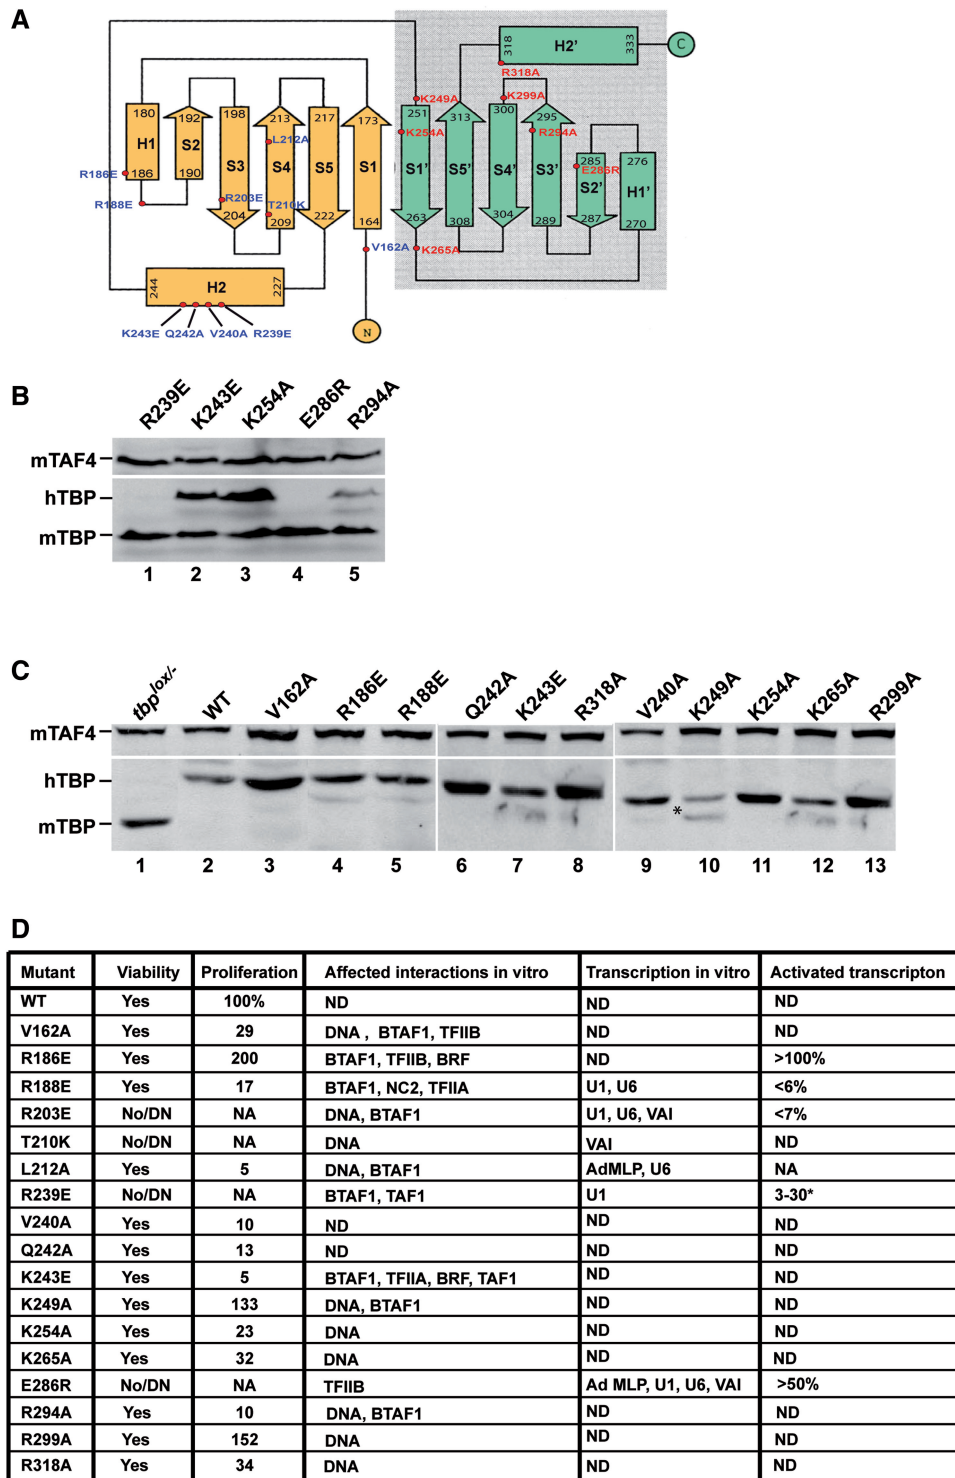 A
318 H2' 333 C
R318A
K249A K299A
180 192 198 213 217 173 251 313 300 295
K254A R294A
L212A
H1 S2 S3 S4 S5 S1 S1' S5' S4' S3' S2' H1'
285 276
E286R
R186E 186 190
R188E R203E T210K
204 209 222 164 263 308 304 289 287 270
V162A K265A
244 H2 227
K243E Q242A V240A R239E
N
B
R239E K243E K254A E286R R294A
mTAF4
hTBP
mTBP
1 2 3 4 5
C
tbp lox/- WT V162A R186E R188E Q242A K243E R318A V240A K249A K254A K265A R299A
mTAF4
hTBP
*
mTBP
1 2 3 4 5 6 7 8 9 10 11 12 13
D
Mutant Viability Proliferation Affected interactions in vitro Transcription in vitro Activated transcripton
WT Yes 100% ND ND ND
V162A Yes 29 DNA , BTAF1, TFIIB ND ND
R186E Yes 200 BTAF1, TFIIB, BRF ND >100%
R188E Yes 17 BTAF1, NC2, TFIIA U1, U6 <6%
R203E No/DN NA DNA, BTAF1 U1, U6, VAI <7%
T210K No/DN NA DNA VAI ND
L212A Yes 5 DNA, BTAF1 AdMLP, U6 NA
R239E No/DN NA BTAF1, TAF1 U1 3-30*
V240A Yes 10 ND ND ND
Q242A Yes 13 ND ND ND
K243E Yes 5 BTAF1, TFIIA, BRF, TAF1 ND ND
K249A Yes 133 DNA, BTAF1 ND ND
K254A Yes 23 DNA ND ND
K265A Yes 32 DNA ND ND
E286R No/DN NA TFIIB Ad MLP, U1, U6, VAI >50%
R294A Yes 10 DNA, BTAF1 ND ND
R299A Yes 152 DNA ND ND
R318A Yes 34 DNA ND ND